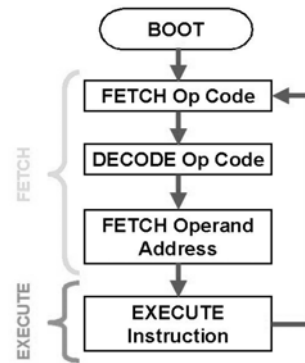 BOOT
FETCH Op Code
DECODE Op Code
FETCH Operand
Address
EXECUTE
Instruction
FETCH
EXECUTE